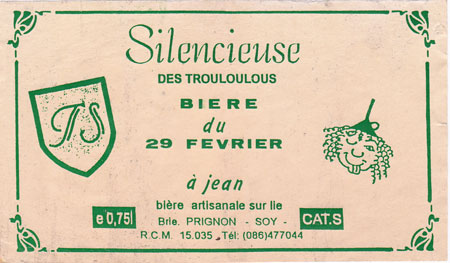 Silencieuse
DES TROULOULOUS
BIERE
du
29 FEVRIER
TS
à jean
bière artisanale sur lie
e 0,75l
Brie. PRIGNON - SOY -
CAT.S
R.C.M. 15.035 Tél: (086)477044